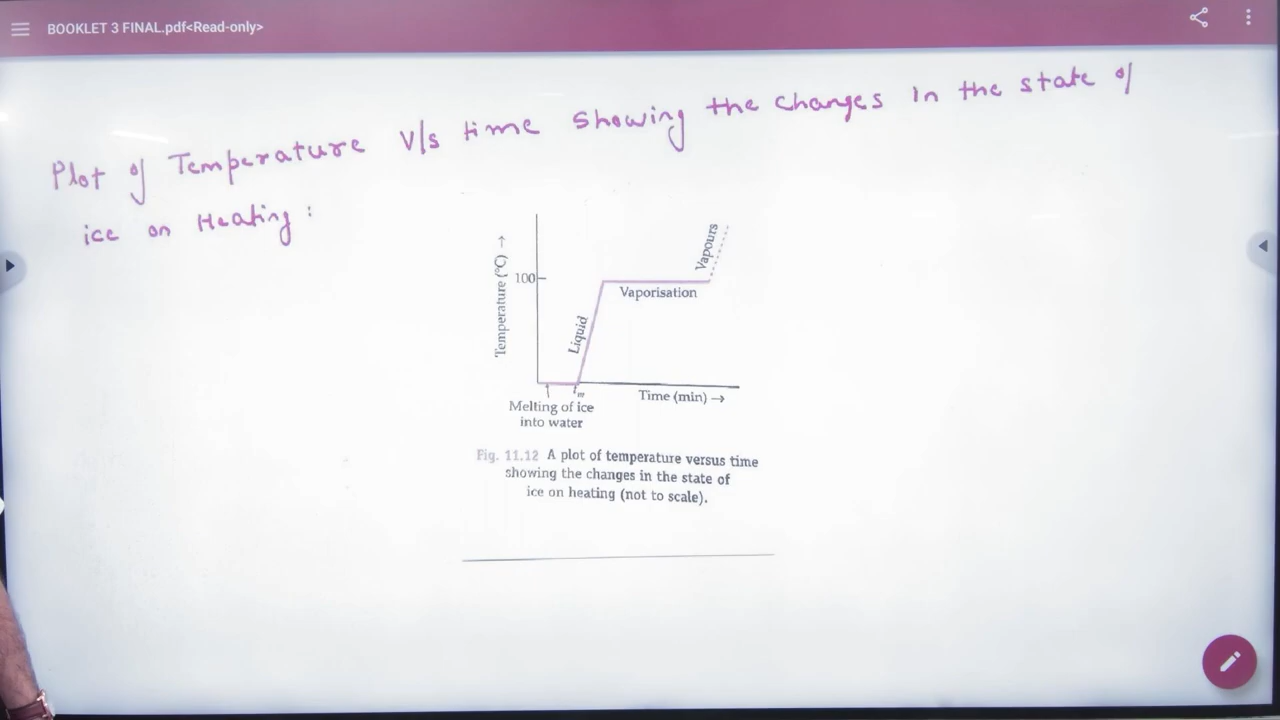 BOOKLET 3 FINAL.pdf<Read-only>
Plot of Temperature V/s time showing the changes in the state of
ice on Heating:
Temperature (°C) →
100
Liquid
Vaporisation
Vapours
tm
Time (min) →
Melting of ice
into water
Fig. 11.12 A plot of temperature versus time
showing the changes in the state of
ice on heating (not to scale).